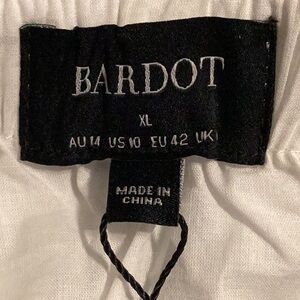 BARDOT
XL
AU 14 US 10 EU 42 UK
MADE IN
CHINA